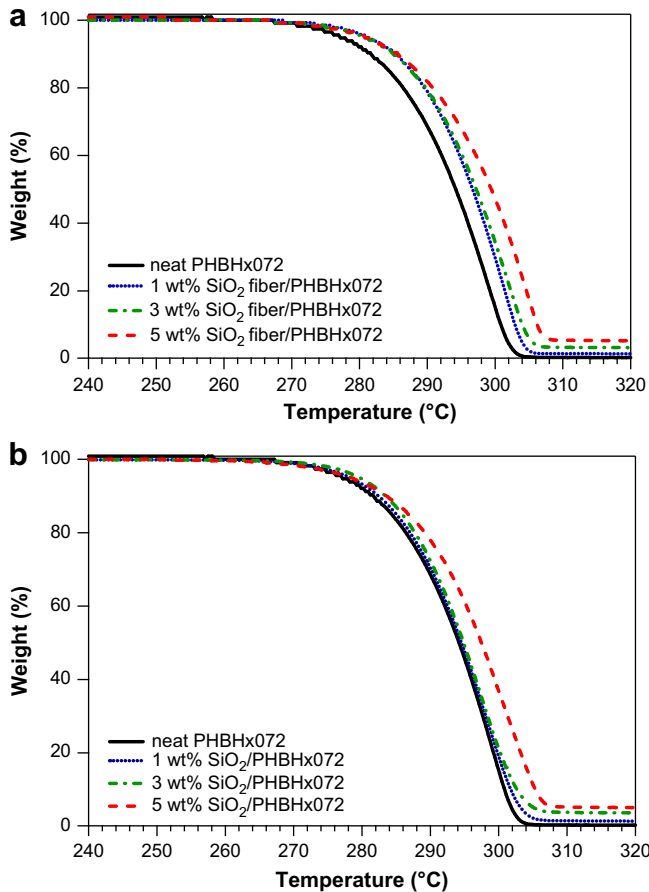 a
100
80
60
40
20
0
Weight (%)
neat PHBHx072
1 wt% SiO2 fiber/PHBHx072
3 wt% SiO2 fiber/PHBHx072
5 wt% SiO2 fiber/PHBHx072
240 250 260 270 280 290 300 310 320
Temperature (°C)
b
100
80
60
40
20
0
Weight (%)
neat PHBHx072
1 wt% SiO2/PHBHx072
3 wt% SiO2/PHBHx072
5 wt% SiO2/PHBHx072
240 250 260 270 280 290 300 310 320
Temperature (°C)